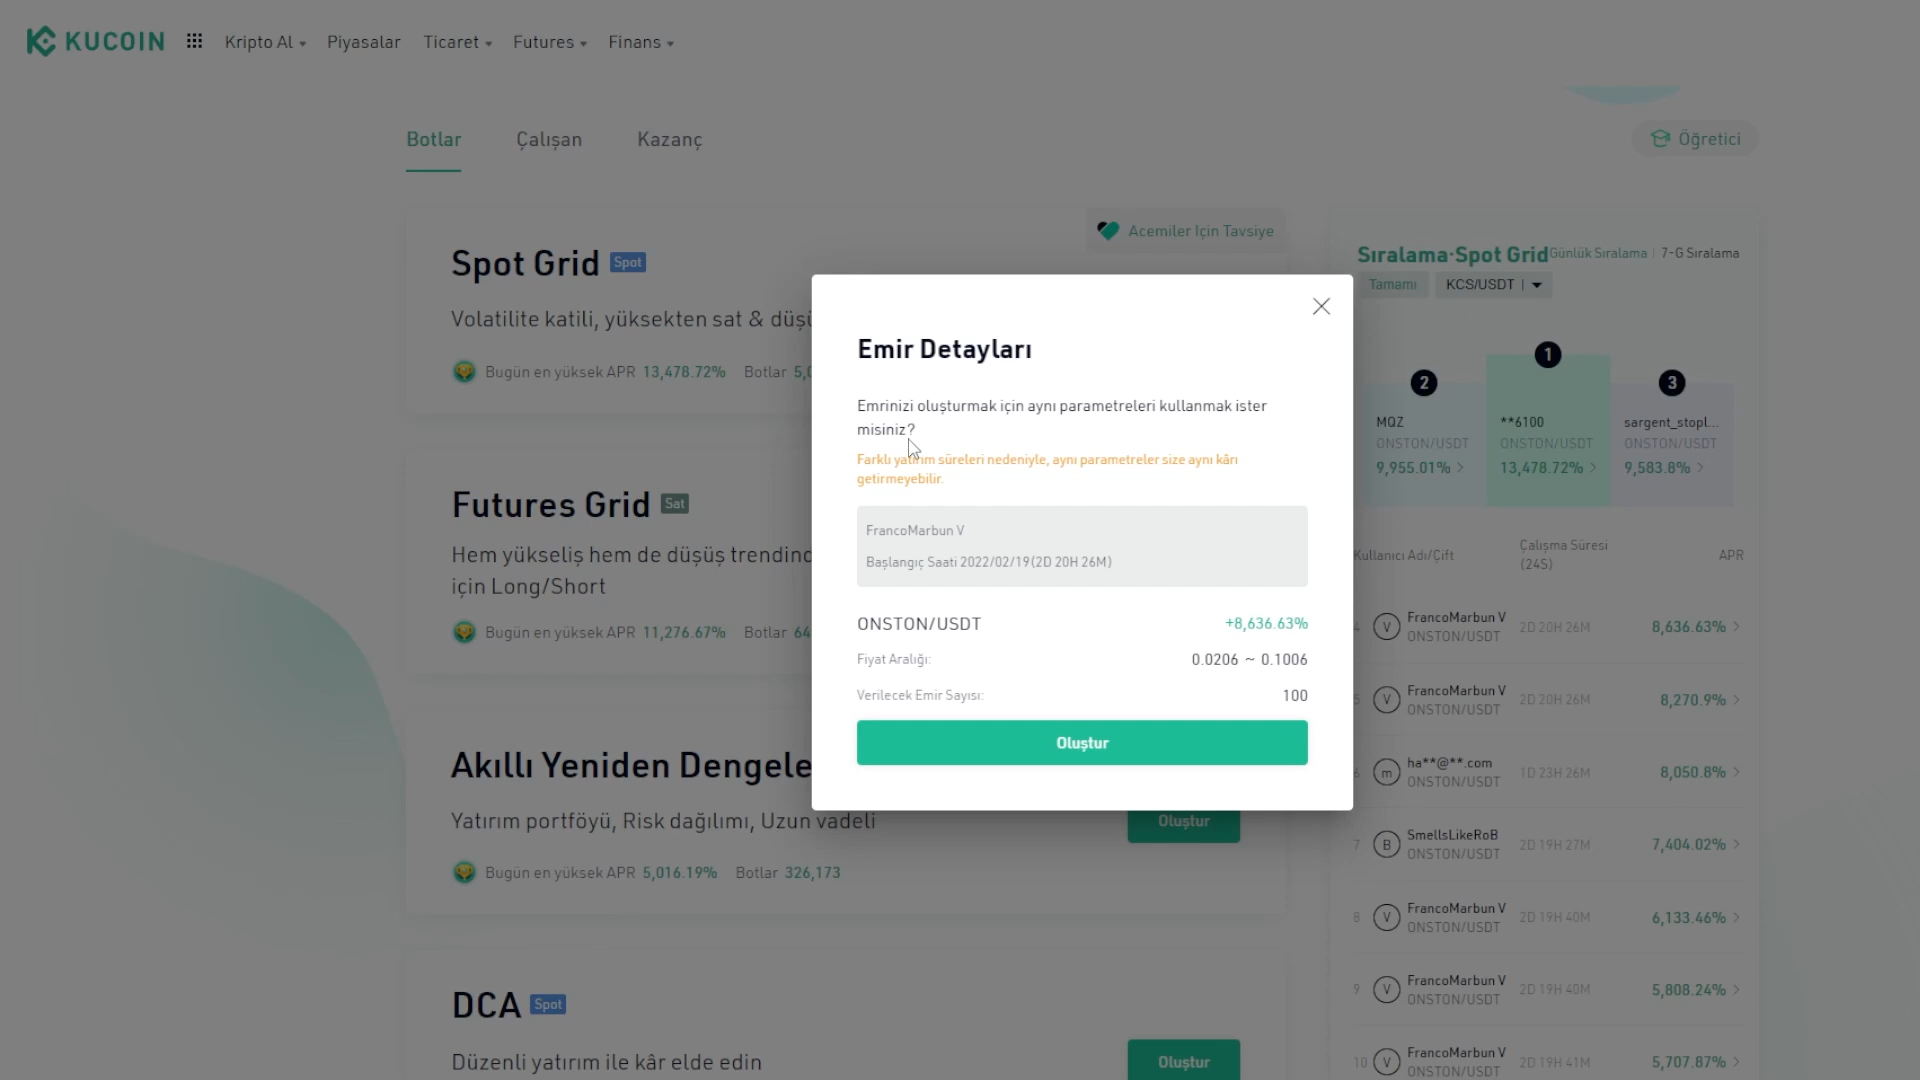 KUCOIN
Kripto Al
Piyasalar
Ticaret
Futures
Finans
Botlar
Çalışan
Kazanç
Öğretici
Acemiler Için Tavsiye
Spot Grid
Spot
Volatilite katili, yüksekten sat &
Bugün en yüksek APR 13,478.72%
Botlar
Futures Grid
Sat
Hem yükseliş hem de düşüş
için Long/Short
Bugün en yüksek APR 11,276.67%
Botlar
Akıllı Yeniden
Yatırım portföyü, Risk dağılımı, Uzun vadeli
Oluştur
Bugün en yüksek APR 5,016.19%
Botlar 326,173
DCA
Spot
Düzenli yatırım ile kâr elde edin
Oluştur
Emir Detayları
Emrinizi oluşturmak için aynı parametreleri kullanmak ister
misiniz?
Farklı yatırım süreleri nedeniyle, aynı parametreler size aynı kârı
getirmeyebilir.
FrancoMarbun V
Başlangıç Saati 2022/02/19(2D 20H 26M)
ONSTON/USDT
+8,636.63%
Fiyat Aralığı:
0.0206 ~ 0.1006
Verilecek Emir Sayısı:
100
Oluştur
Sıralama·Spot Grid
Günlük Sıralama | 7-G Sıralama
Tamamı
KCS/USDT |
2
MQZ
ONSTON/USDT
9,955.01% >
1
**6100
ONSTON/USDT
13,478.72% >
3
sargent_stopl...
ONSTON/USDT
9,583.8% >
Kullanıcı Adı/Çift
Çalışma Süresi
(24S)
APR
4 V FrancoMarbun V 2D 20H 26M 8,636.63% >
ONSTON/USDT
5 V FrancoMarbun V 2D 20H 26M 8,270.9% >
ONSTON/USDT
6 m ha**@**.com 1D 23H 26M 8,050.8% >
ONSTON/USDT
7 B SmellsLikeRoB 2D 19H 27M 7,404.02% >
ONSTON/USDT
8 V FrancoMarbun V 2D 19H 40M 6,133.46% >
ONSTON/USDT
9 V FrancoMarbun V 2D 19H 40M 5,808.24% >
ONSTON/USDT
10 V FrancoMarbun V 2D 19H 41M 5,707.87% >
ONSTON/USDT